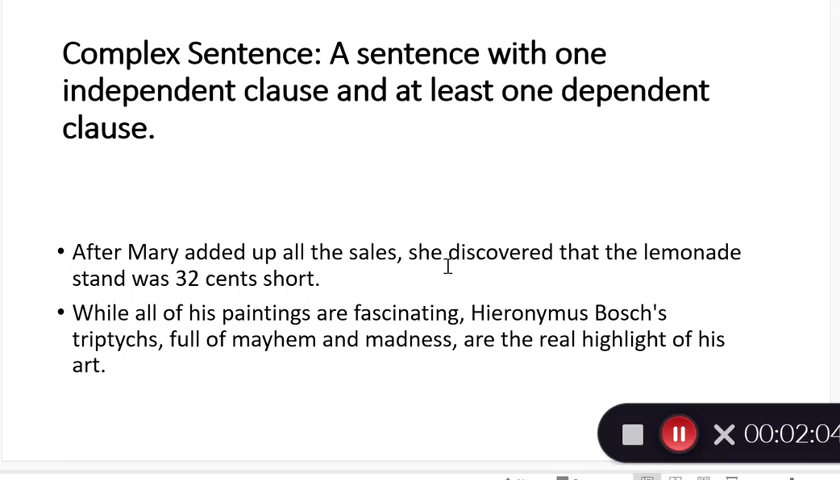 Complex Sentence: A sentence with one
independent clause and at least one dependent
clause.
• After Mary added up all the sales, she discovered that the lemonade
stand was 32 cents short.
• While all of his paintings are fascinating, Hieronymus Bosch's
triptychs, full of mayhem and madness, are the real highlight of his
art.
00:02:04